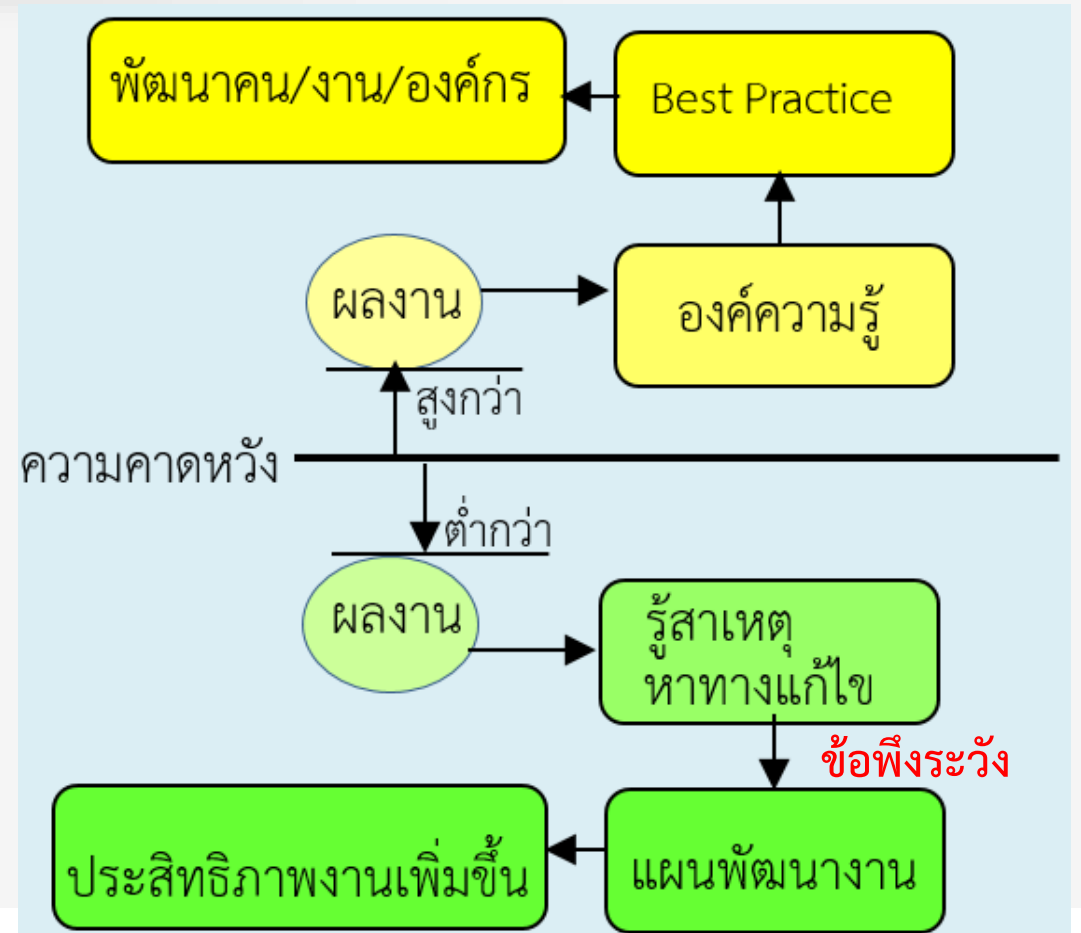 พัฒนาคน/งาน/องค์กร
Best Practice
ผลงาน
องค์ความรู้
สูงกว่า
ความคาดหวัง
ต่ำกว่า
ผลงาน
รู้สาเหตุ
หาทางแก้ไข
ข้อพึงระวัง
ประสิทธิภาพงานเพิ่มขึ้น
แผนพัฒนางาน